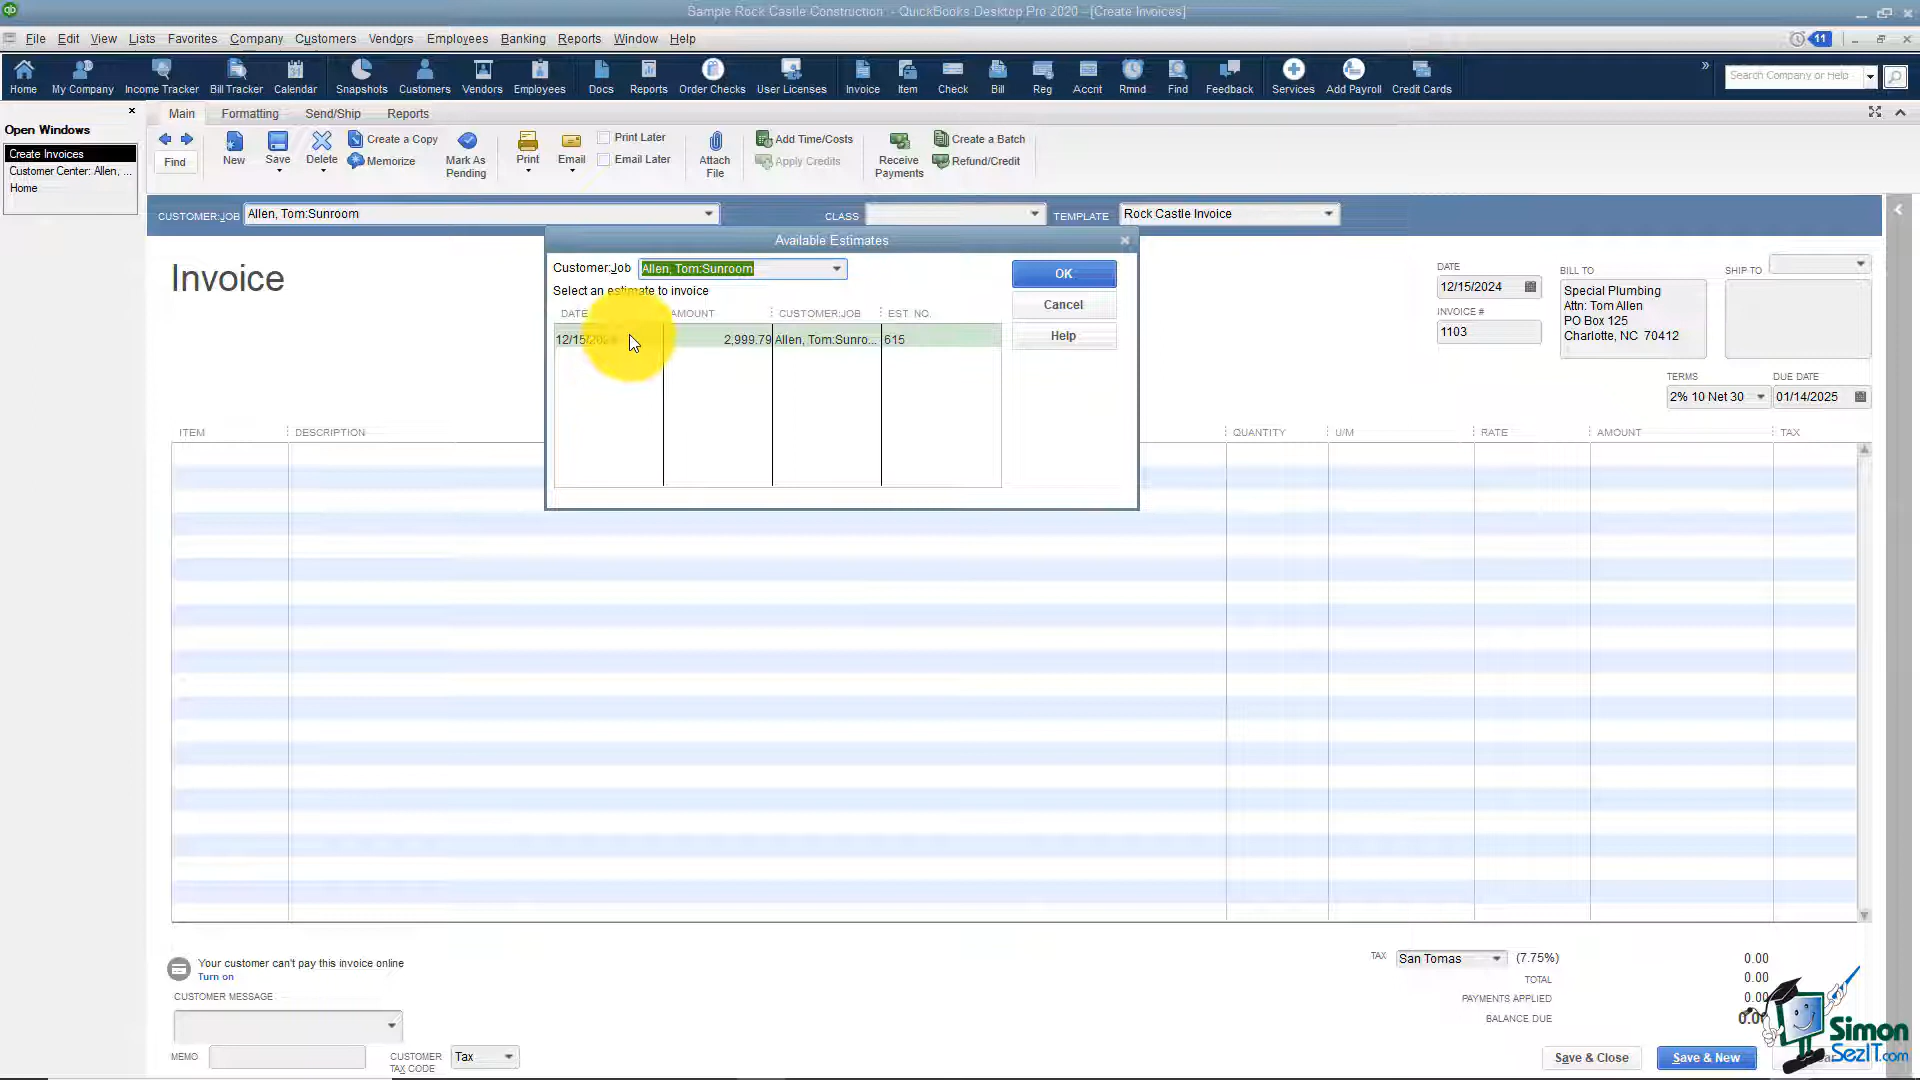 Sample Rock Castle Construction - QuickBooks Desktop Pro 2020 - [Create Invoices]
File Edit View Lists Favorites Company Customers Vendors Employees Banking Reports Window Help
11
Home My Company Income Tracker Bill Tracker Calendar Snapshots Customers Vendors Employees Docs Reports Order Checks User Licenses Invoice Item Check Bill Reg Accnt Rmnd Find Feedback Services Add Payroll Credit Cards
Search Company or Help
Main Formatting Send/Ship Reports
Open Windows
Create Invoices
Customer Center: Allen, ...
Home
Find
New
Save
Delete
Create a Copy
Memorize
Mark As
Pending
Print
Email
Print Later
Email Later
Attach
File
Add Time/Costs
Apply Credits
Receive
Payments
Create a Batch
Refund/Credit
CUSTOMER:JOB Allen, Tom:Sunroom CLASS TEMPLATE Rock Castle Invoice
Available Estimates
Customer:Job Allen, Tom:Sunroom
Select an estimate to invoice
DATE AMOUNT CUSTOMER:JOB EST. NO.
2,999.79 Allen, Tom:Sunro... 615
OK
Cancel
Help
Invoice
DATE
12/15/2024
INVOICE #
1103
BILL TO
Special Plumbing
Attn: Tom Allen
PO Box 125
Charlotte, NC 70412
SHIP TO
TERMS
2% 10 Net 30
DUE DATE
01/14/2025
ITEM DESCRIPTION QUANTITY U/M RATE AMOUNT TAX
Your customer can't pay this invoice online
Turn on
CUSTOMER MESSAGE
MEMO
CUSTOMER
TAX CODE
Tax
TAX San Tomas (7.75%) 0.00
TOTAL 0.00
PAYMENTS APPLIED 0.00
BALANCE DUE
Save & Close
Save & New
Simon
SezIT.com